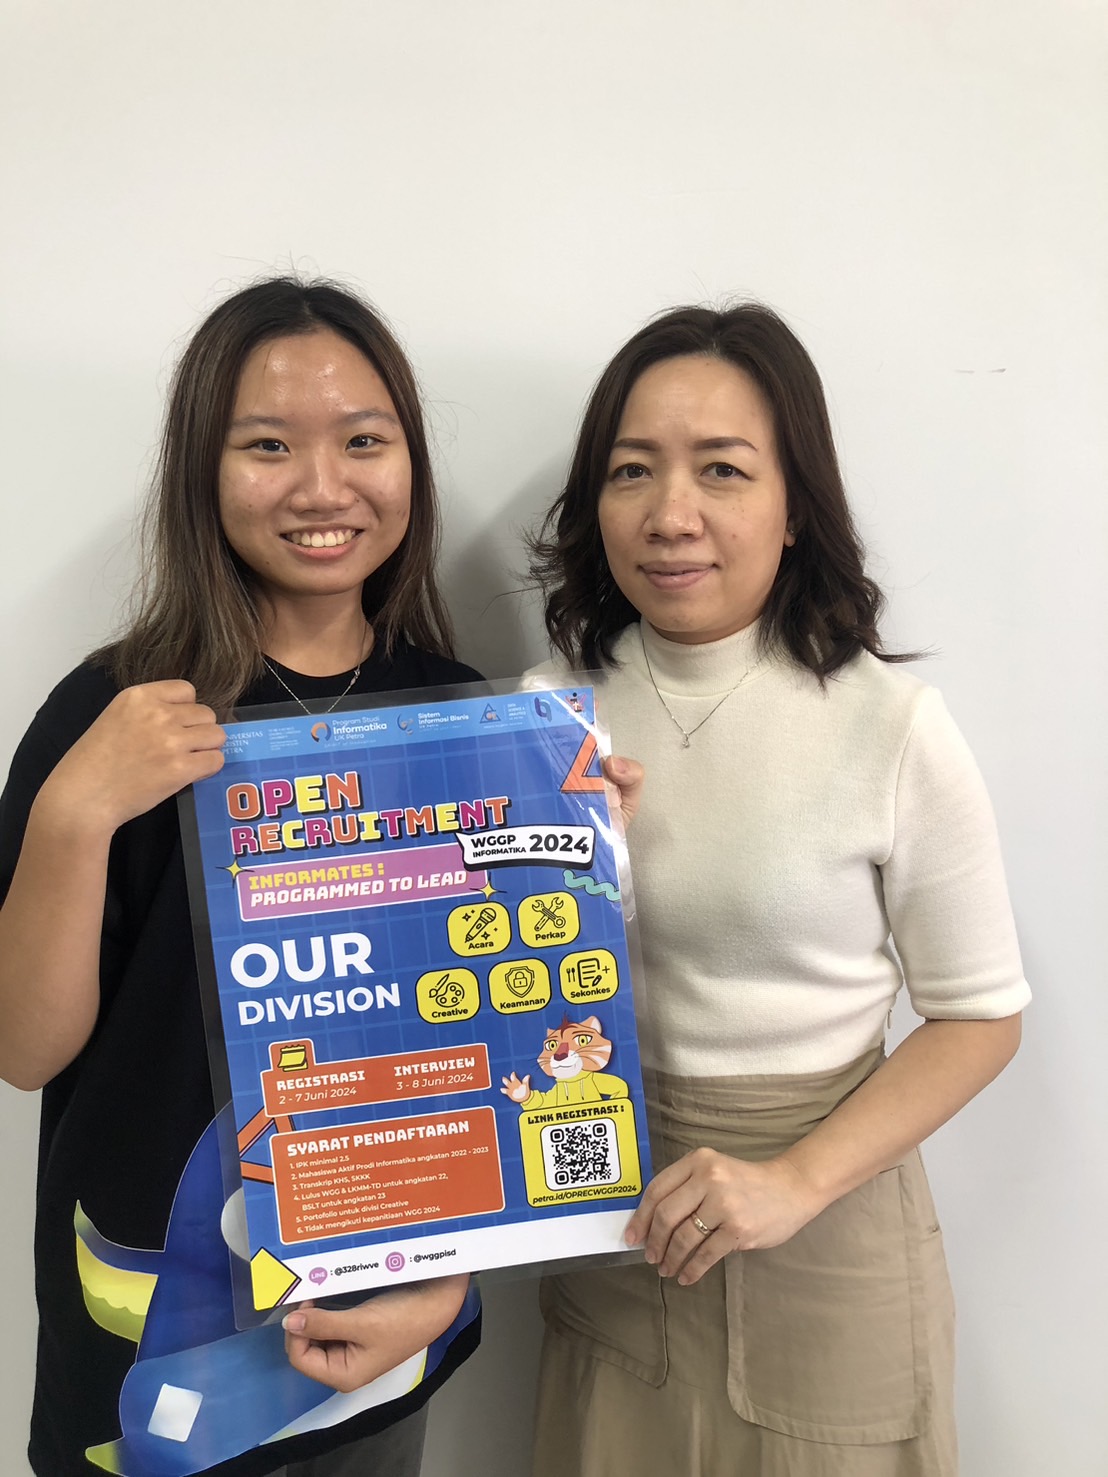 UNIVERSITAS
KRISTEN
PETRA
Program Studi
Informatika
UK Petra
Sistem
Informasi Bisnis
OPEN
RECRUITMENT
WGGP
INFORMATIKA 2024
INFORMATES :
PROGRAMMED TO LEAD
OUR
DIVISION
Acara
Perkap
Creative
Keamanan
Sekonkes
REGISTRASI
2 - 7 Juni 2024
INTERVIEW
3 - 8 Juni 2024
SYARAT PENDAFTARAN
1. IPK minimal 2.5
2. Mahasiswa Aktif Prodi Informatika angkatan 2022 - 2023
3. Transkrip KHS, SKKK
4. Lulus WGG & LKMM-TD untuk angkatan 22,
BSLT untuk angkatan 23
5. Portofolio untuk divisi Creative
6. Tidak mengikuti kepanitiaan WGG 2024
LINK REGISTRASI :
petra.id/OPRECWGGP2024
LINE : @328riwve
: @wggpisd